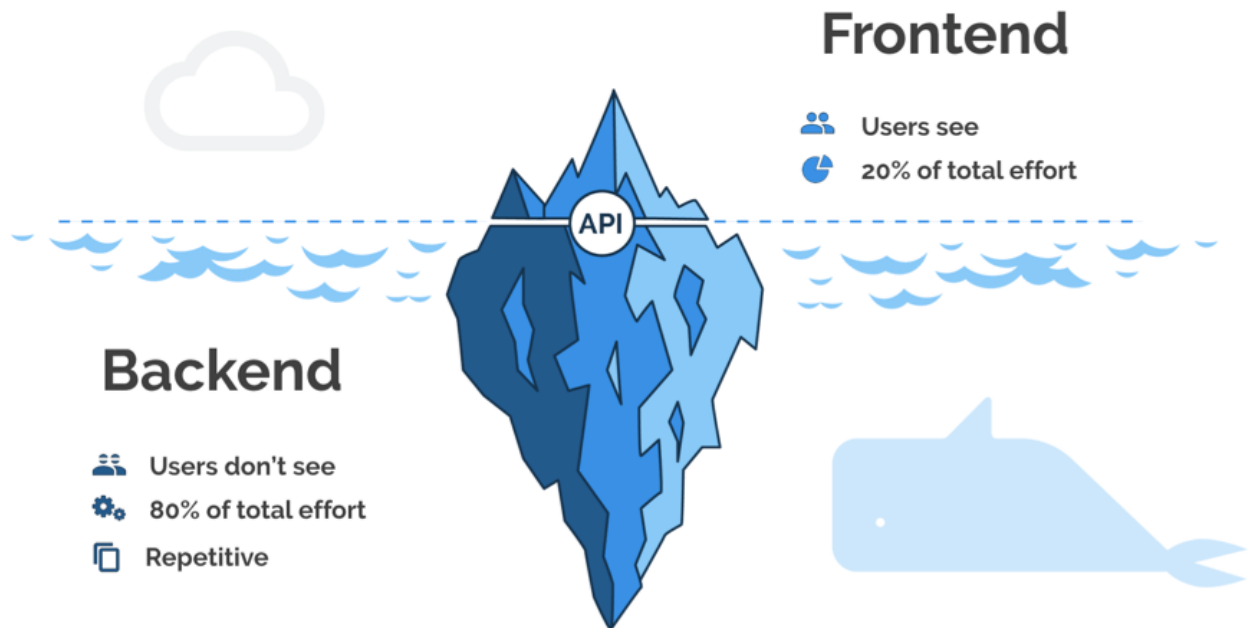 Frontend
Users see
20% of total effort
API
Backend
Users don't see
80% of total effort
Repetitive